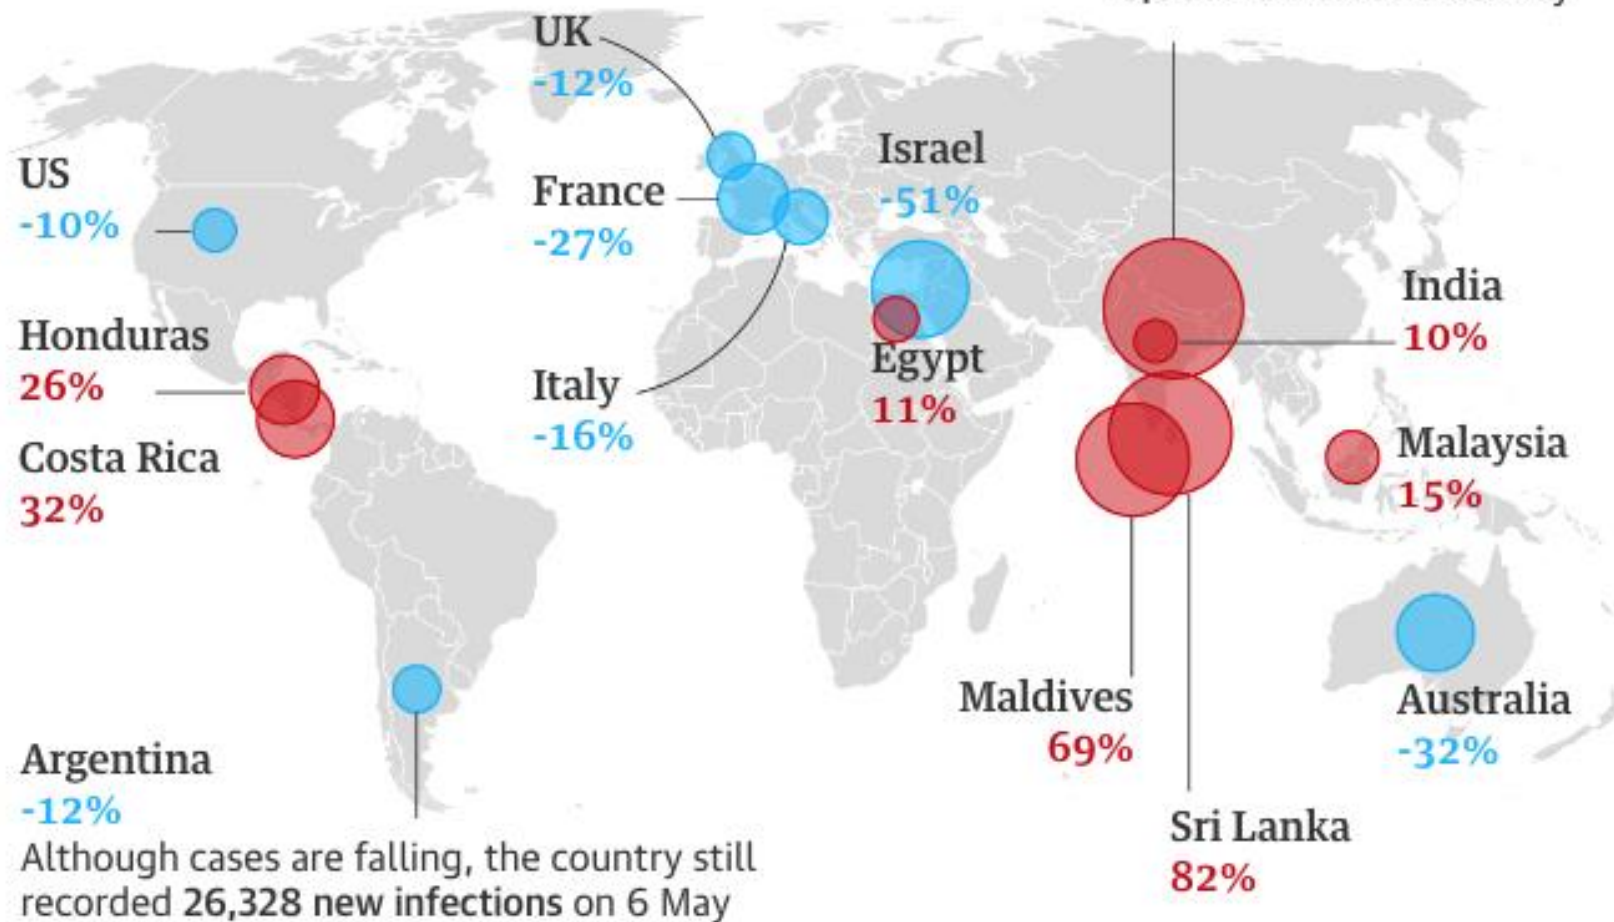 UK
-12%
US
-10%
France
-27%
Israel
-51%
India
10%
Honduras
26%
Italy
-16%
Egypt
11%
Costa Rica
32%
Malaysia
15%
Maldives
69%
Australia
-32%
Argentina
-12%
Although cases are falling, the country still
recorded 26,328 new infections on 6 May
Sri Lanka
82%